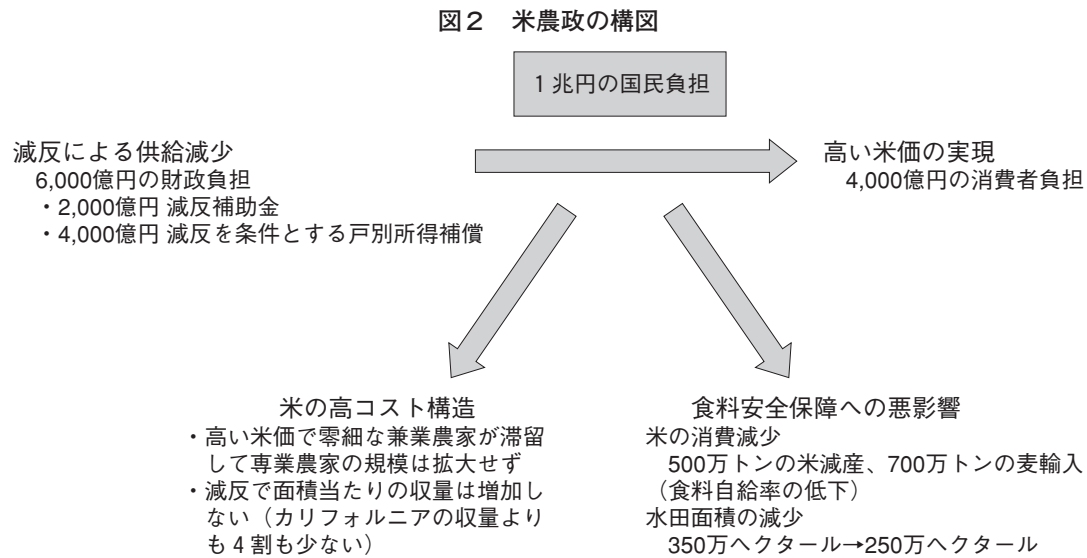 図２　米農政の構図
１兆円の国民負担
減反による供給減少
6,000億円の財政負担
・2,000億円 減反補助金
・4,000億円 減反を条件とする戸別所得補償
高い米価の実現
4,000億円の消費者負担
米の高コスト構造
・高い米価で零細な兼業農家が滞留
して専業農家の規模は拡大せず
・減反で面積当たりの収量は増加し
ない（カリフォルニアの収量より
も４割も少ない）
食料安全保障への悪影響
米の消費減少
500万トンの米減産、700万トンの麦輸入
（食料自給率の低下）
水田面積の減少
350万ヘクタール→250万ヘクタール